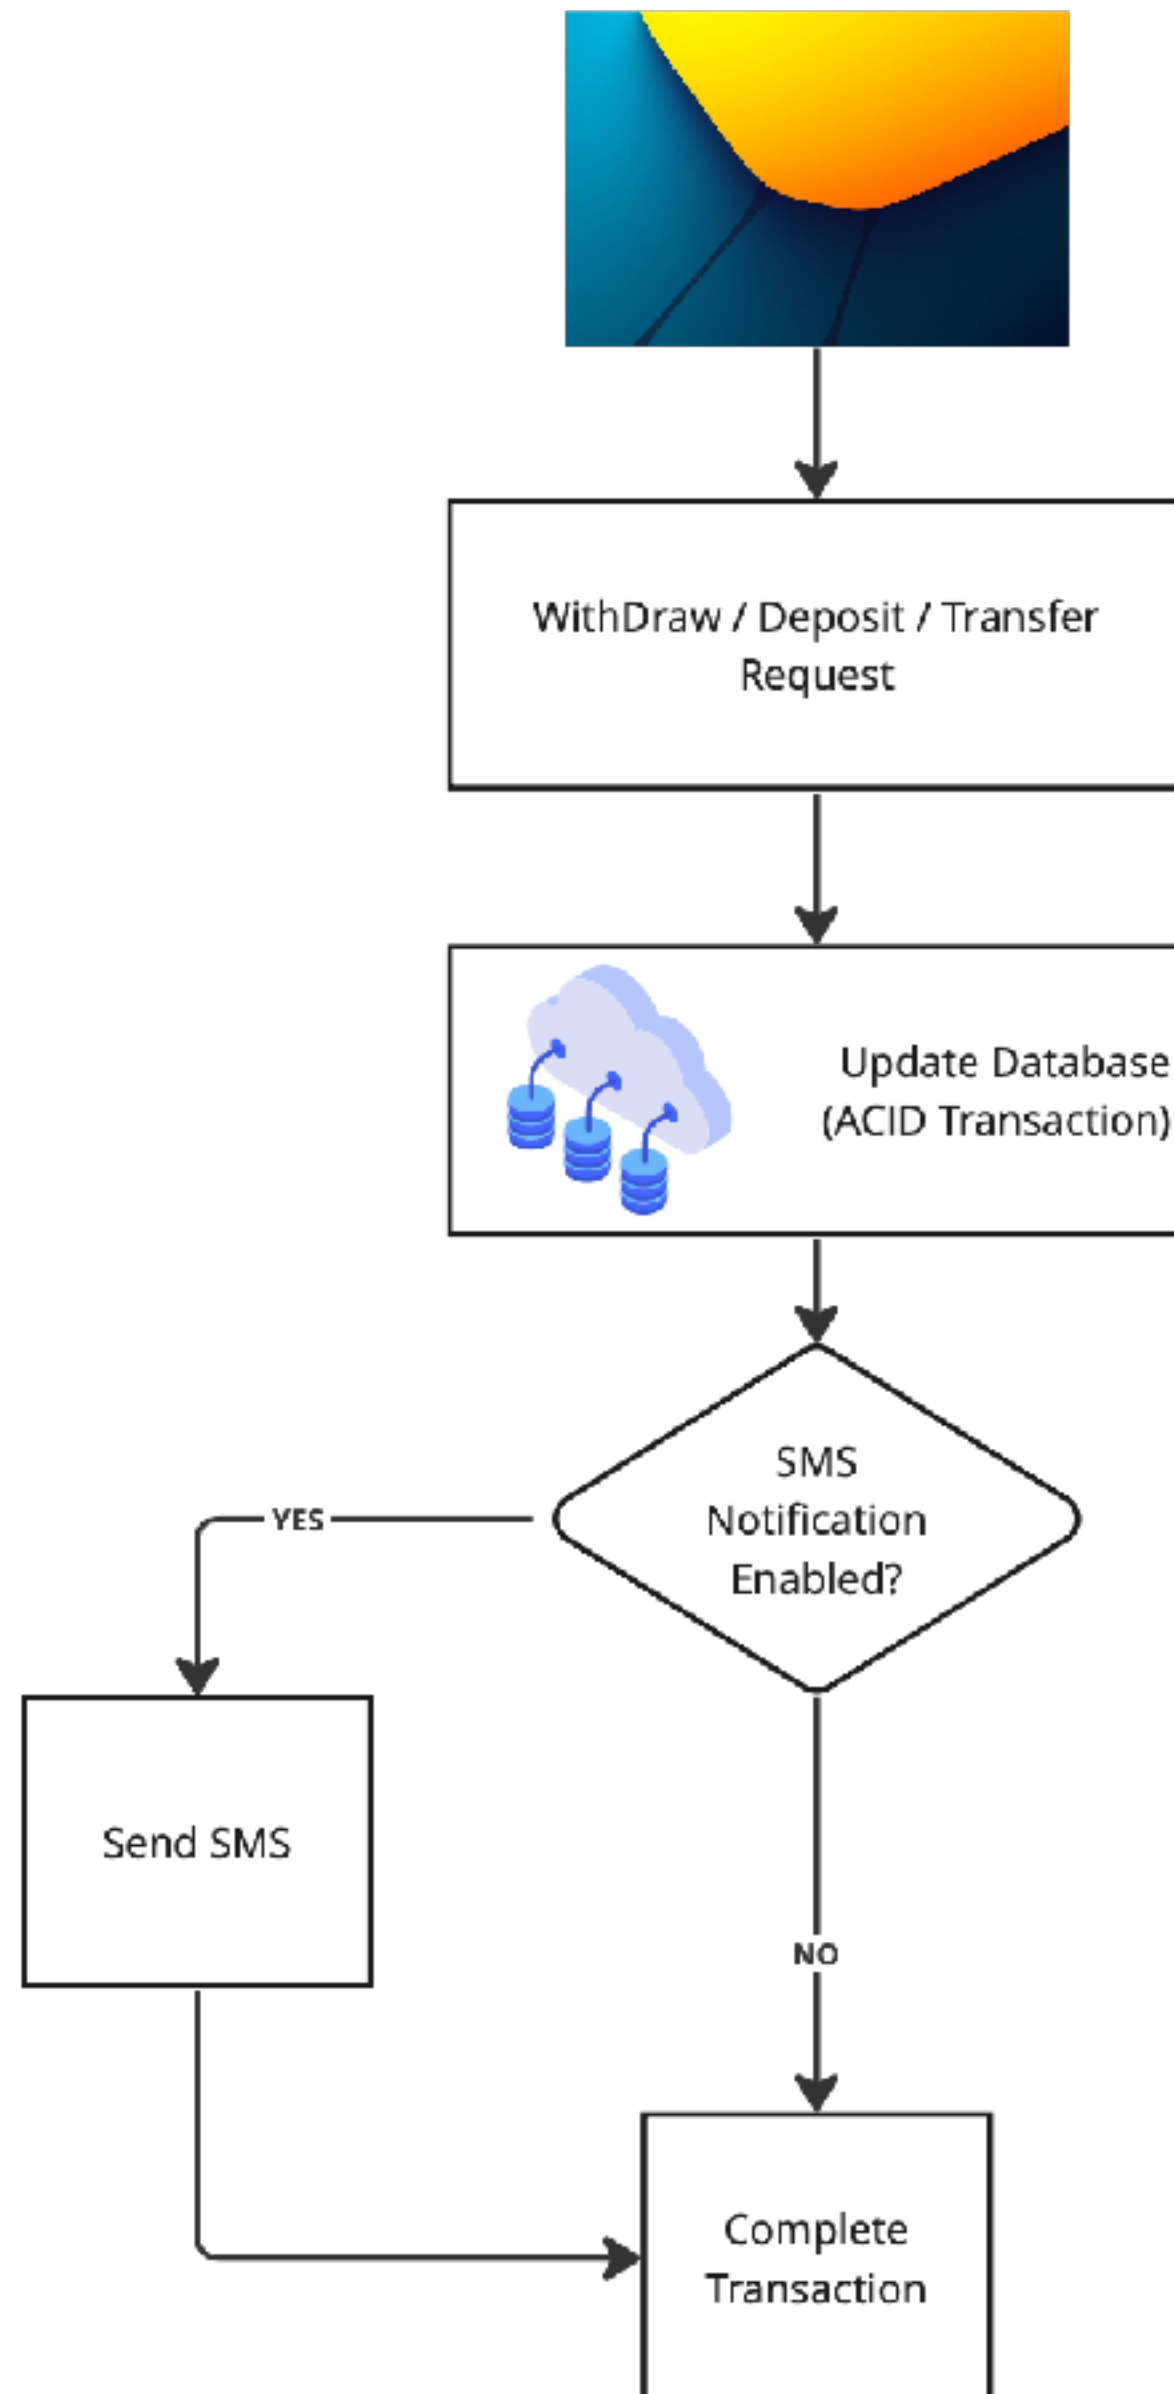 WithDraw / Deposit / Transfer
Request
Update Database
(ACID Transaction)
SMS
Notification
Enabled?
YES
Send SMS
NO
Complete
Transaction